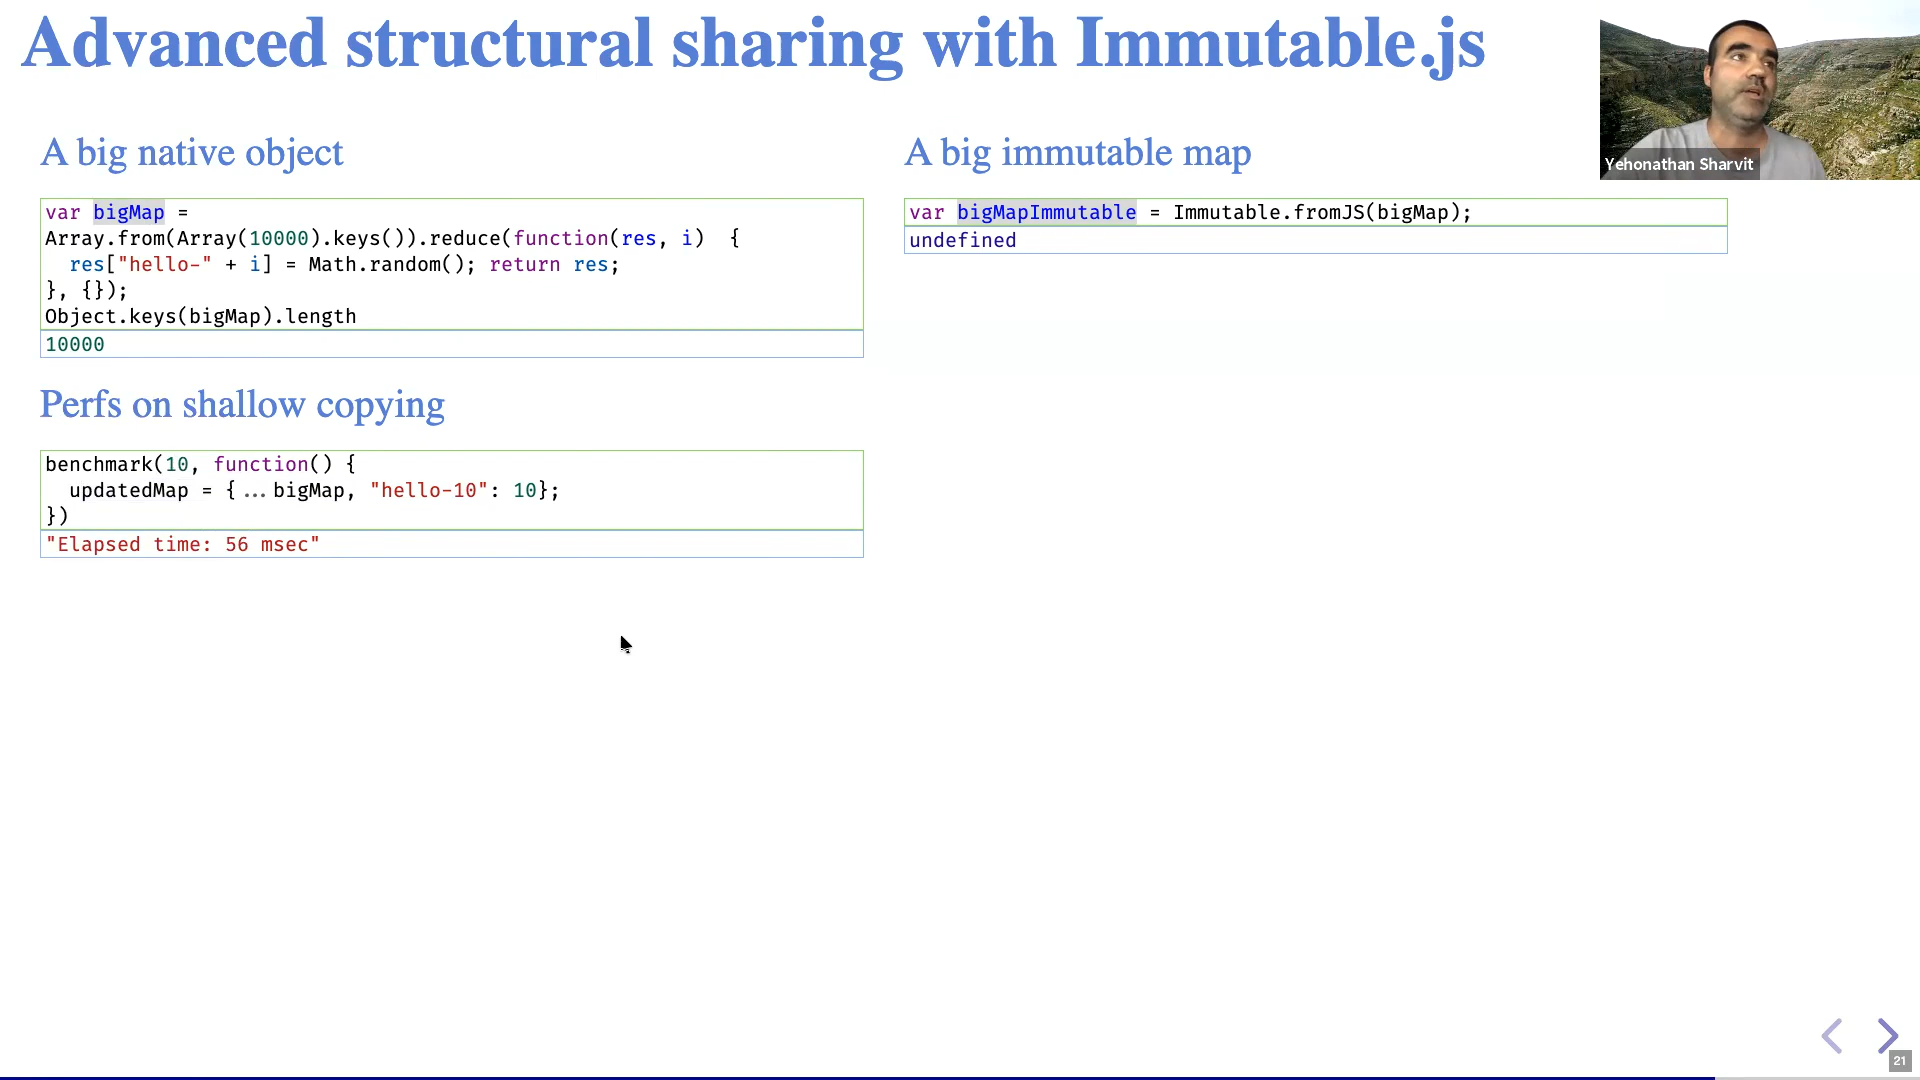 Advanced structural sharing with Immutable.js
A big native object
var bigMap =
Array.from(Array(10000).keys()).reduce(function(res, i)  {
  res["hello-" + i] = Math.random(); return res;
}, {});
Object.keys(bigMap).length
10000
Perfs on shallow copying
benchmark(10, function() {
  updatedMap = {...bigMap, "hello-10": 10};
})
"Elapsed time: 56 msec"
A big immutable map
var bigMapImmutable = Immutable.fromJS(bigMap);
undefined
Yehonathan Sharvit
21